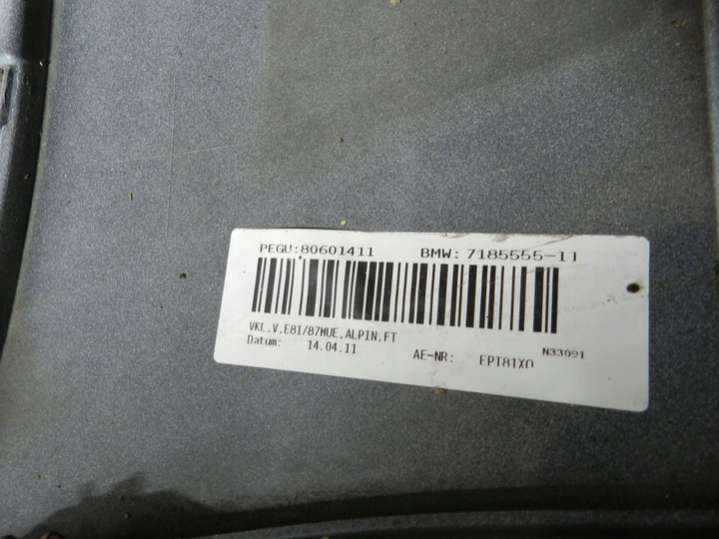 PEGU:80601411 BMW: 7185555-11
VKL.V.E81/87MUE,ALPIN,FT
Datum: 14.04.11 AE-NR: EPT81X0 N33091